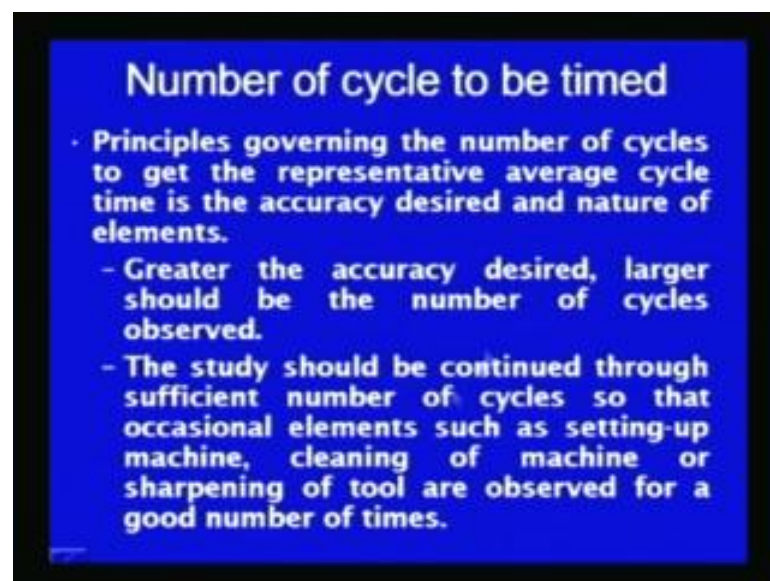 Number of cycle to be timed
· Principles governing the number of cycles
to get the representative average cycle
time is the accuracy desired and nature of
elements.
– Greater the accuracy desired, larger
should be the number of cycles
observed.
– The study should be continued through
sufficient number of cycles so that
occasional elements such as setting-up
machine, cleaning of machine or
sharpening of tool are observed for a
good number of times.